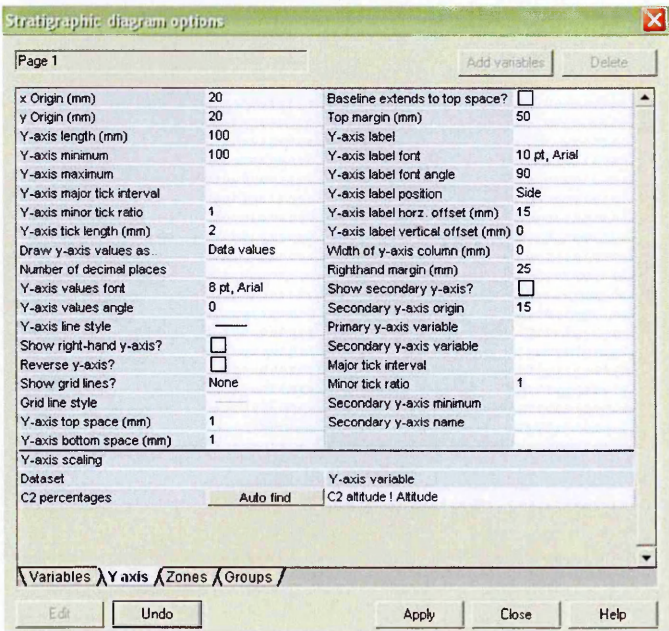 Stratigraphic diagram options
Page 1
Add variables
Delete
x Origin (mm) 20 Baseline extends to top space?
y Origin (mm) 20 Top margin (mm) 50
Y-axis length (mm) 100 Y-axis label
Y-axis minimum 100 Y-axis label font 10 pt, Arial
Y-axis maximum Y-axis label font angle 90
Y-axis major tick interval Y-axis label position Side
Y-axis minor tick ratio 1 Y-axis label horz. offset (mm) 15
Y-axis tick length (mm) 2 Y-axis label vertical offset (mm) 0
Draw y-axis values as.. Data values Width of y-axis column (mm) 0
Number of decimal places Righthand margin (mm) 25
Y-axis values font 8 pt, Arial Show secondary y-axis?
Y-axis values angle 0 Secondary y-axis origin 15
Y-axis line style Primary y-axis variable
Show right-hand y-axis? Secondary y-axis variable
Reverse y-axis? Major tick interval
Show grid lines? None Minor tick ratio 1
Grid line style Secondary y-axis minimum
Y-axis top space (mm) 1 Secondary y-axis name
Y-axis bottom space (mm) 1
Y-axis scaling
Dataset Y-axis variable
C2 percentages Auto find C2 altitude ! Altitude
Variables Y axis Zones Groups
Edit Undo Apply Close Help